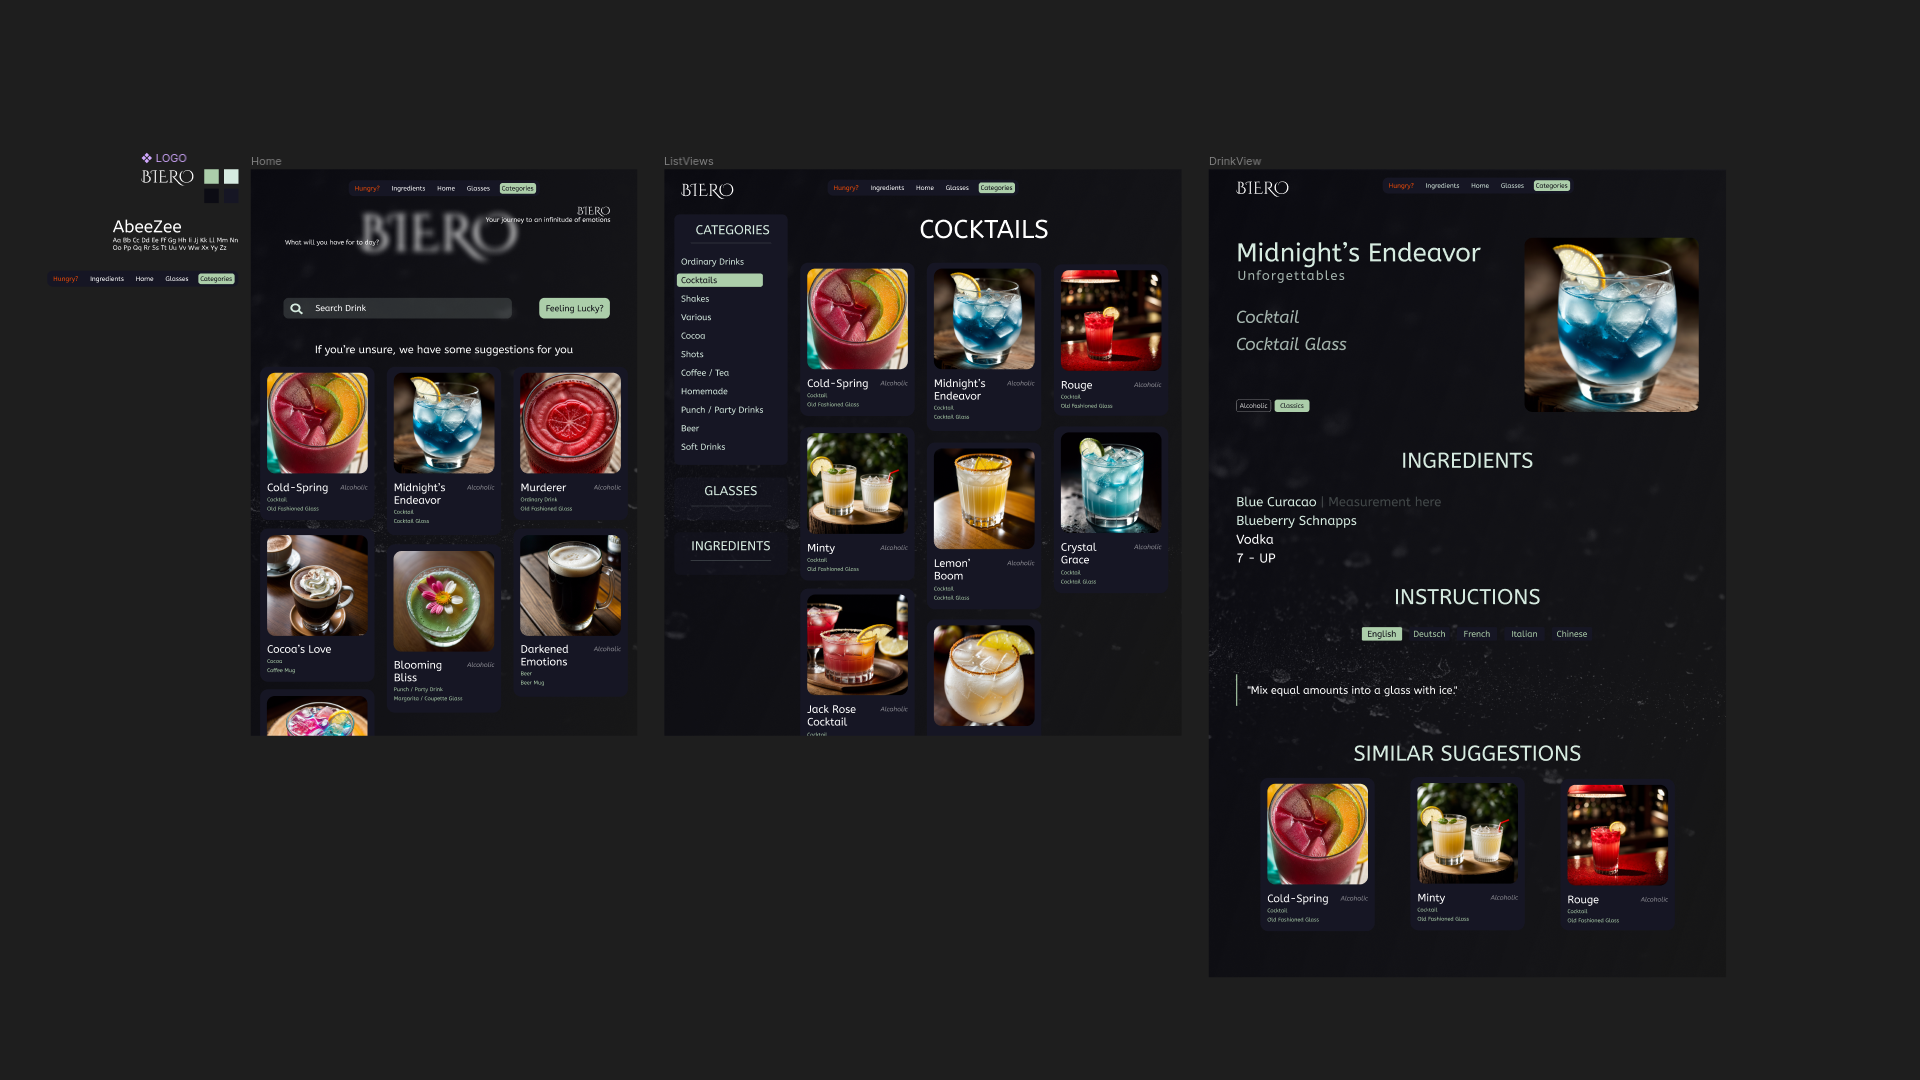 LOGO
BIERO
AbeeZee
Aa Bb Cc Dd Ee Ff Gg Hh Ii Jj Kk Ll Mm Nn
Oo Pp Qq Rr Ss Tt Uu Vv Ww Xx Yy Zz
Hungry? Ingredients Home Glasses Categories
Home
Hungry? Ingredients Home Glasses Categories
BIERO
Your journey to an infinitude of emotions
BIERO
What will you have for to day?
Search Drink
Feeling Lucky?
If you're unsure, we have some suggestions for you
Cold-Spring Alcoholic
Cocktail
Old Fashioned Glass
Midnight's Endeavor Alcoholic
Cocktail
Cocktail Glass
Murderer Alcoholic
Ordinary Drink
Old Fashioned Glass
Cocoa's Love
Cocoa
Coffee Mug
Blooming Bliss Alcoholic
Punch / Party Drink
Margarita / Coupette Glass
Darkened Emotions Alcoholic
Beer
Beer Mug
ListViews
BIERO
Hungry? Ingredients Home Glasses Categories
CATEGORIES
Ordinary Drinks
Cocktails
Shakes
Various
Cocoa
Shots
Coffee / Tea
Homemade
Punch / Party Drinks
Beer
Soft Drinks
GLASSES
INGREDIENTS
COCKTAILS
Cold-Spring Alcoholic
Cocktail
Old Fashioned Glass
Midnight's Endeavor Alcoholic
Cocktail
Cocktail Glass
Rouge Alcoholic
Cocktail
Old Fashioned Glass
Minty Alcoholic
Cocktail
Old Fashioned Glass
Lemon' Boom Alcoholic
Cocktail
Cocktail Glass
Crystal Grace Alcoholic
Cocktail
Cocktail Glass
Jack Rose Cocktail Alcoholic
Cocktail
DrinkView
BIERO
Hungry? Ingredients Home Glasses Categories
Midnight's Endeavor
Unforgettables
Cocktail
Cocktail Glass
Alcoholic Classics
INGREDIENTS
Blue Curacao | Measurement here
Blueberry Schnapps
Vodka
7 - UP
INSTRUCTIONS
English Deutsch French Italian Chinese
"Mix equal amounts into a glass with ice."
SIMILAR SUGGESTIONS
Cold-Spring Alcoholic
Cocktail
Old Fashioned Glass
Minty Alcoholic
Cocktail
Old Fashioned Glass
Rouge Alcoholic
Cocktail
Old Fashioned Glass